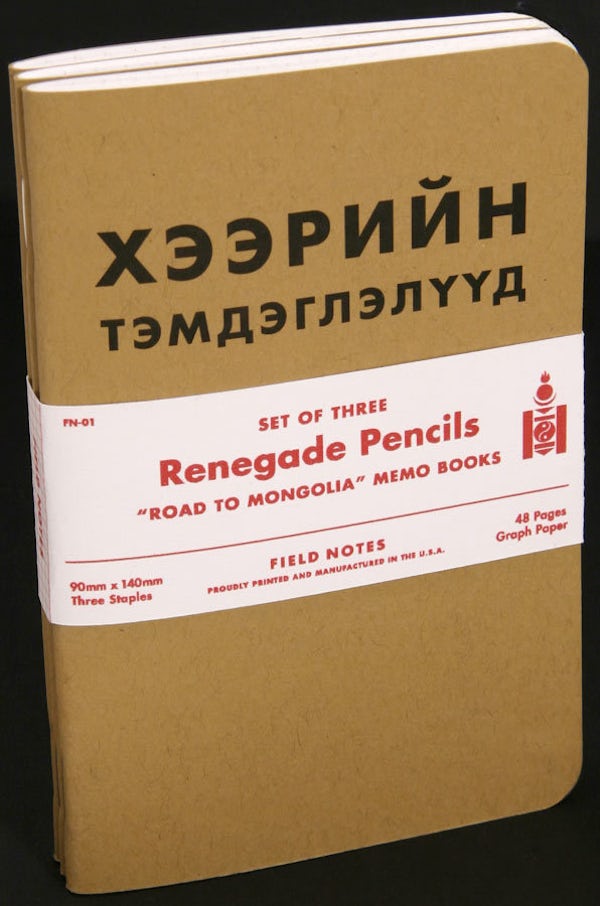 ХЭЭРИЙН
ТЭМДЭГЛЭЛҮҮД
FN-01
SET OF THREE
Renegade Pencils
“ROAD TO MONGOLIA” MEMO BOOKS
90mm x 140mm
Three Staples
FIELD NOTES
PROUDLY PRINTED AND MANUFACTURED IN THE U.S.A.
48 Pages
Graph Paper